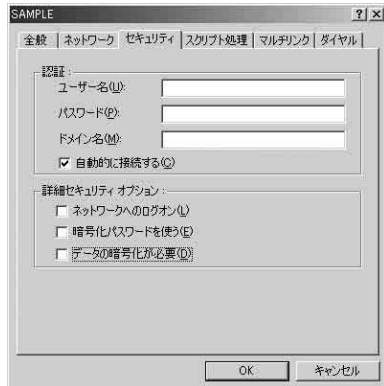 SAMPLE
全般 ネットワーク セキュリティ スクリプト処理 マルチリンク ダイヤル
認証:
ユーザー名(U):
パスワード(P):
ドメイン名(M):
自動的に接続する(C)
詳細セキュリティ オプション:
ネットワークへのログオン(L)
暗号化パスワードを使う(E)
データの暗号化が必要(D)
OK キャンセル